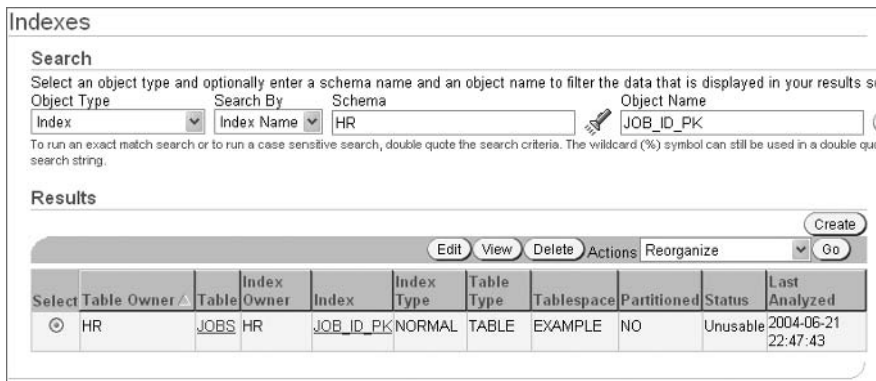 Indexes
Search
Select an object type and optionally enter a schema name and an object name to filter the data that is displayed in your results
Object Type Search By Schema Object Name
Index Index Name HR JOB_ID_PK
To run an exact match search or to run a case sensitive search, double quote the search criteria. The wildcard (%) symbol can still be used in a double
search string.
Results
Create
Edit View Delete Actions Reorganize Go
Select Table Owner Table Index Owner Index Index Type Table Type Tablespace Partitioned Status Last Analyzed
HR JOBS HR JOB_ID_PK NORMAL TABLE EXAMPLE NO Unusable 2004-06-21 22:47:43